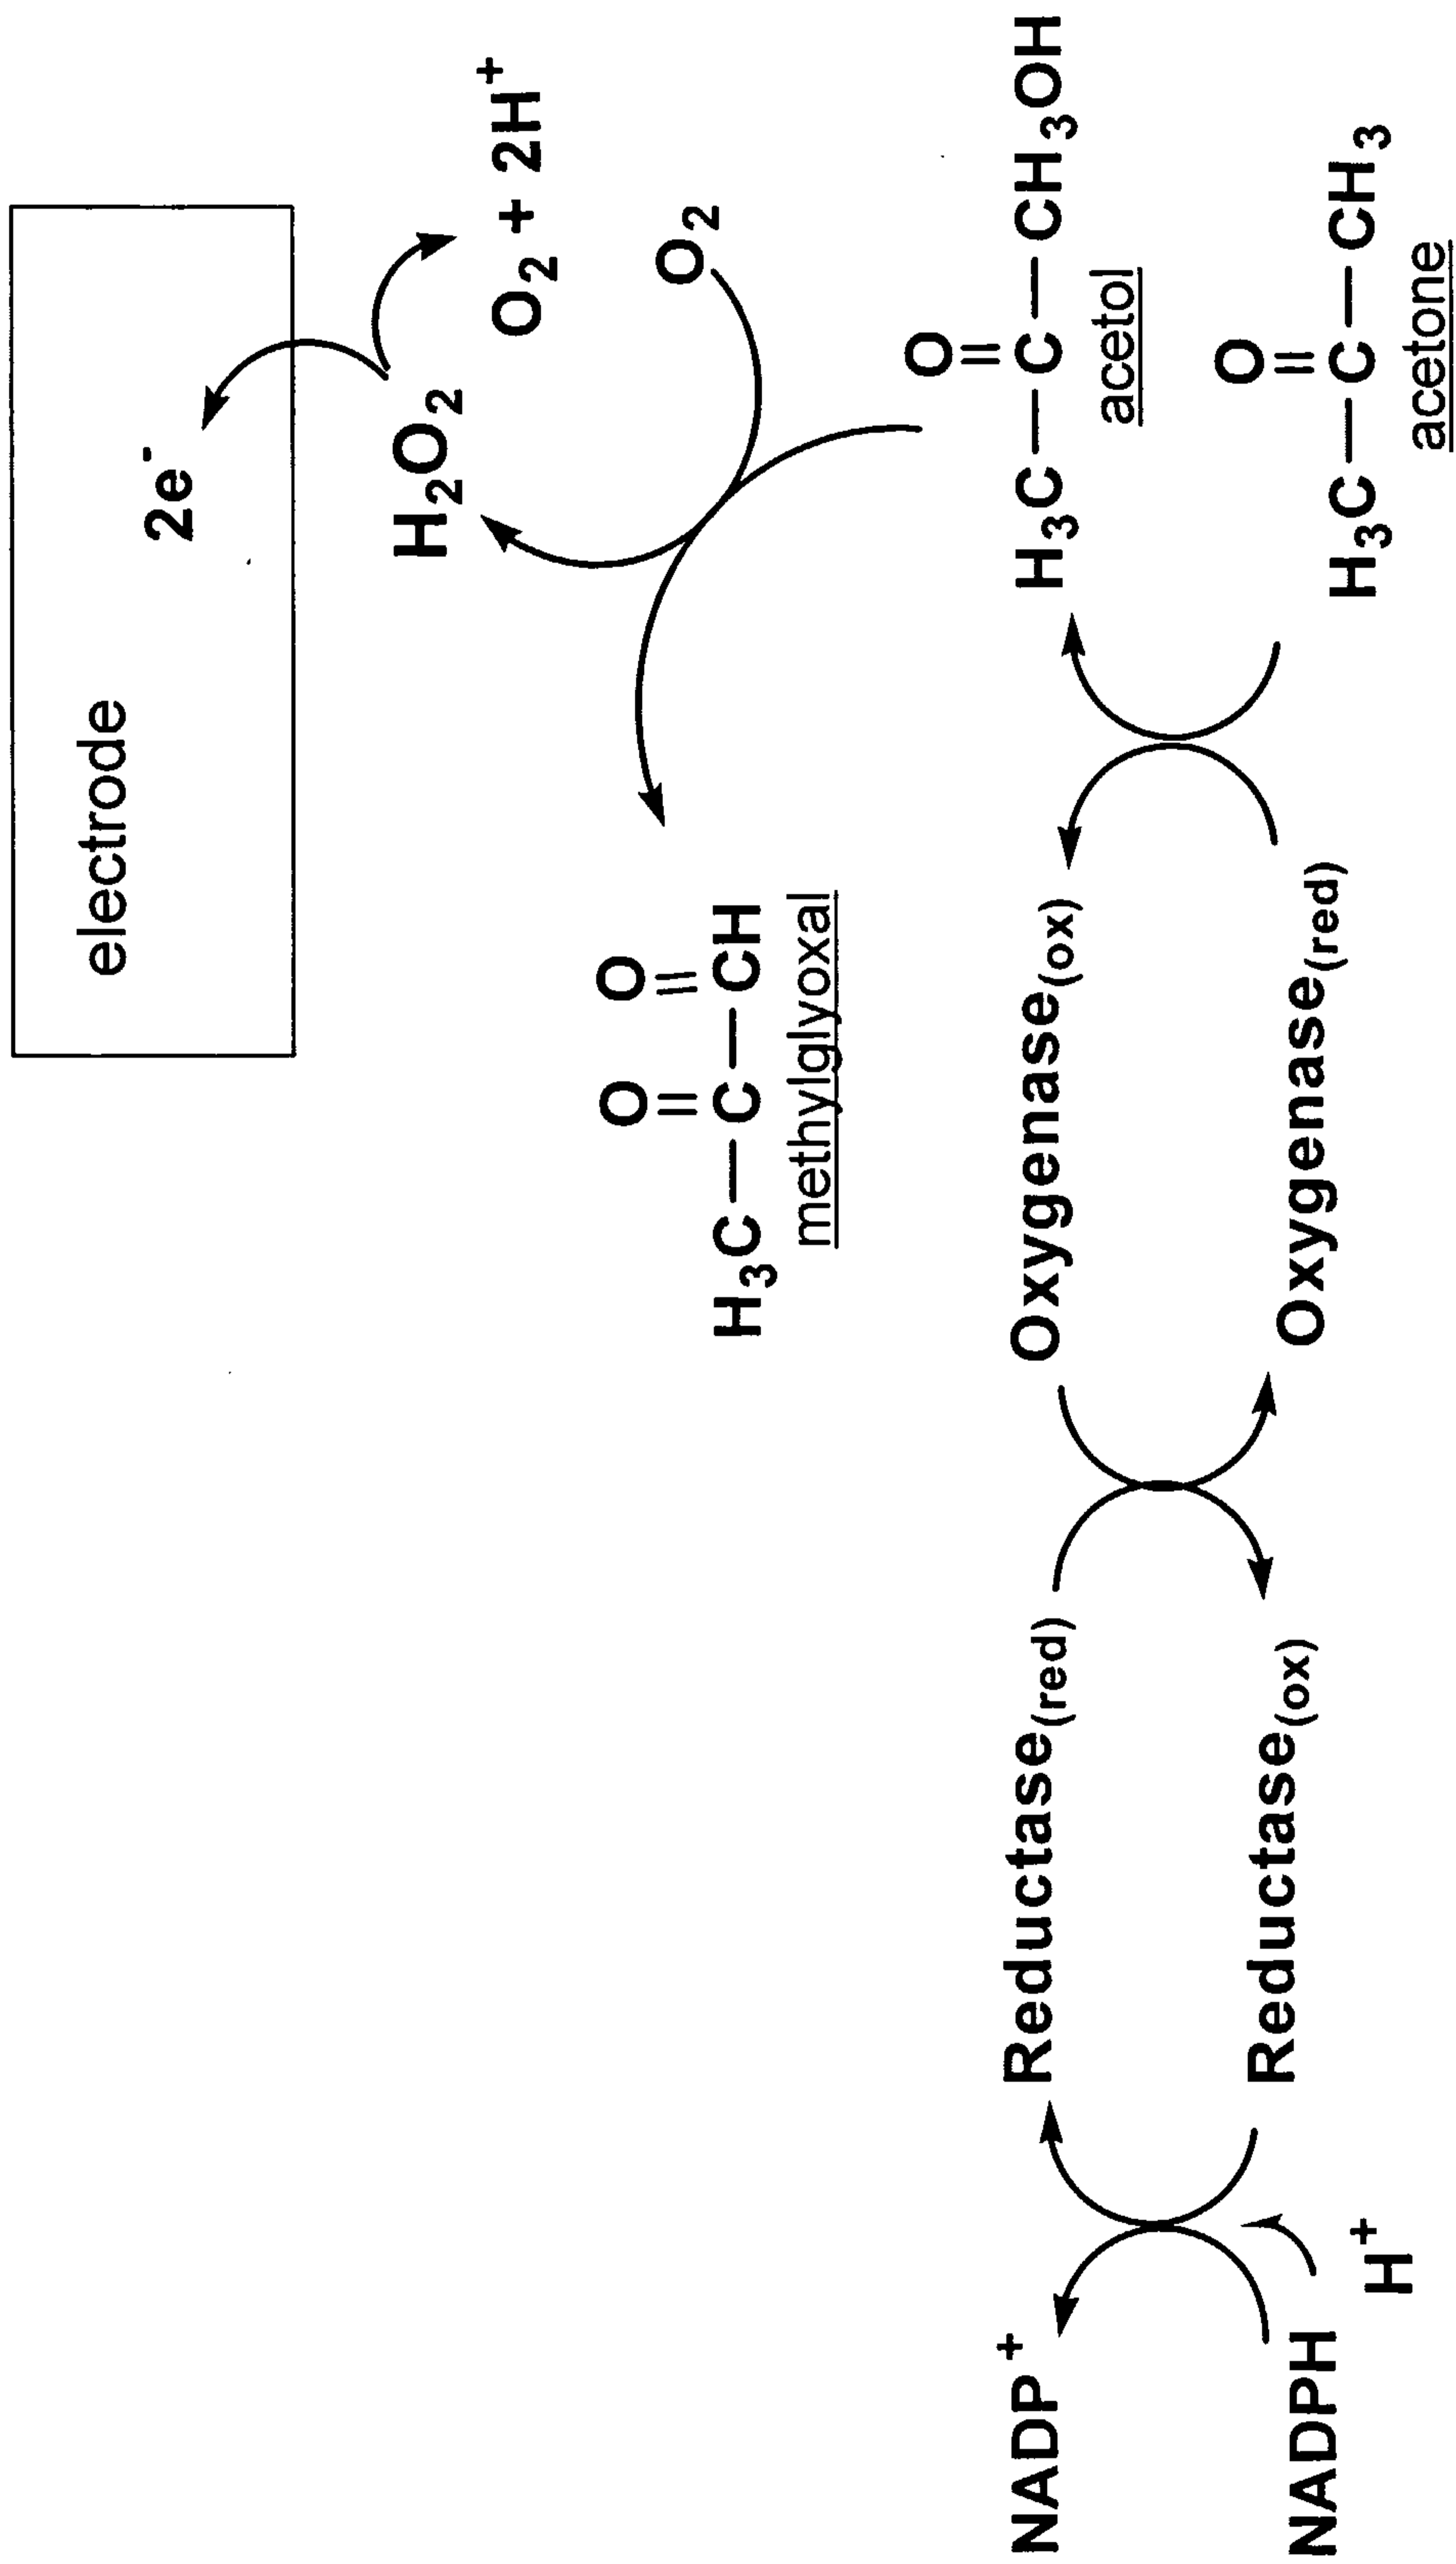 electrode
2e⁻
H₂O₂
O₂ + 2H⁺
O₂
O O
H₃C — C — CH
methylglyoxal
NADP⁺
Reductase(red)
Oxygenase(ox)
O
H₃C — C — CH₃OH
acetol
NADPH
H⁺
Reductase(ox)
Oxygenase(red)
O
H₃C — C — CH₃
acetone